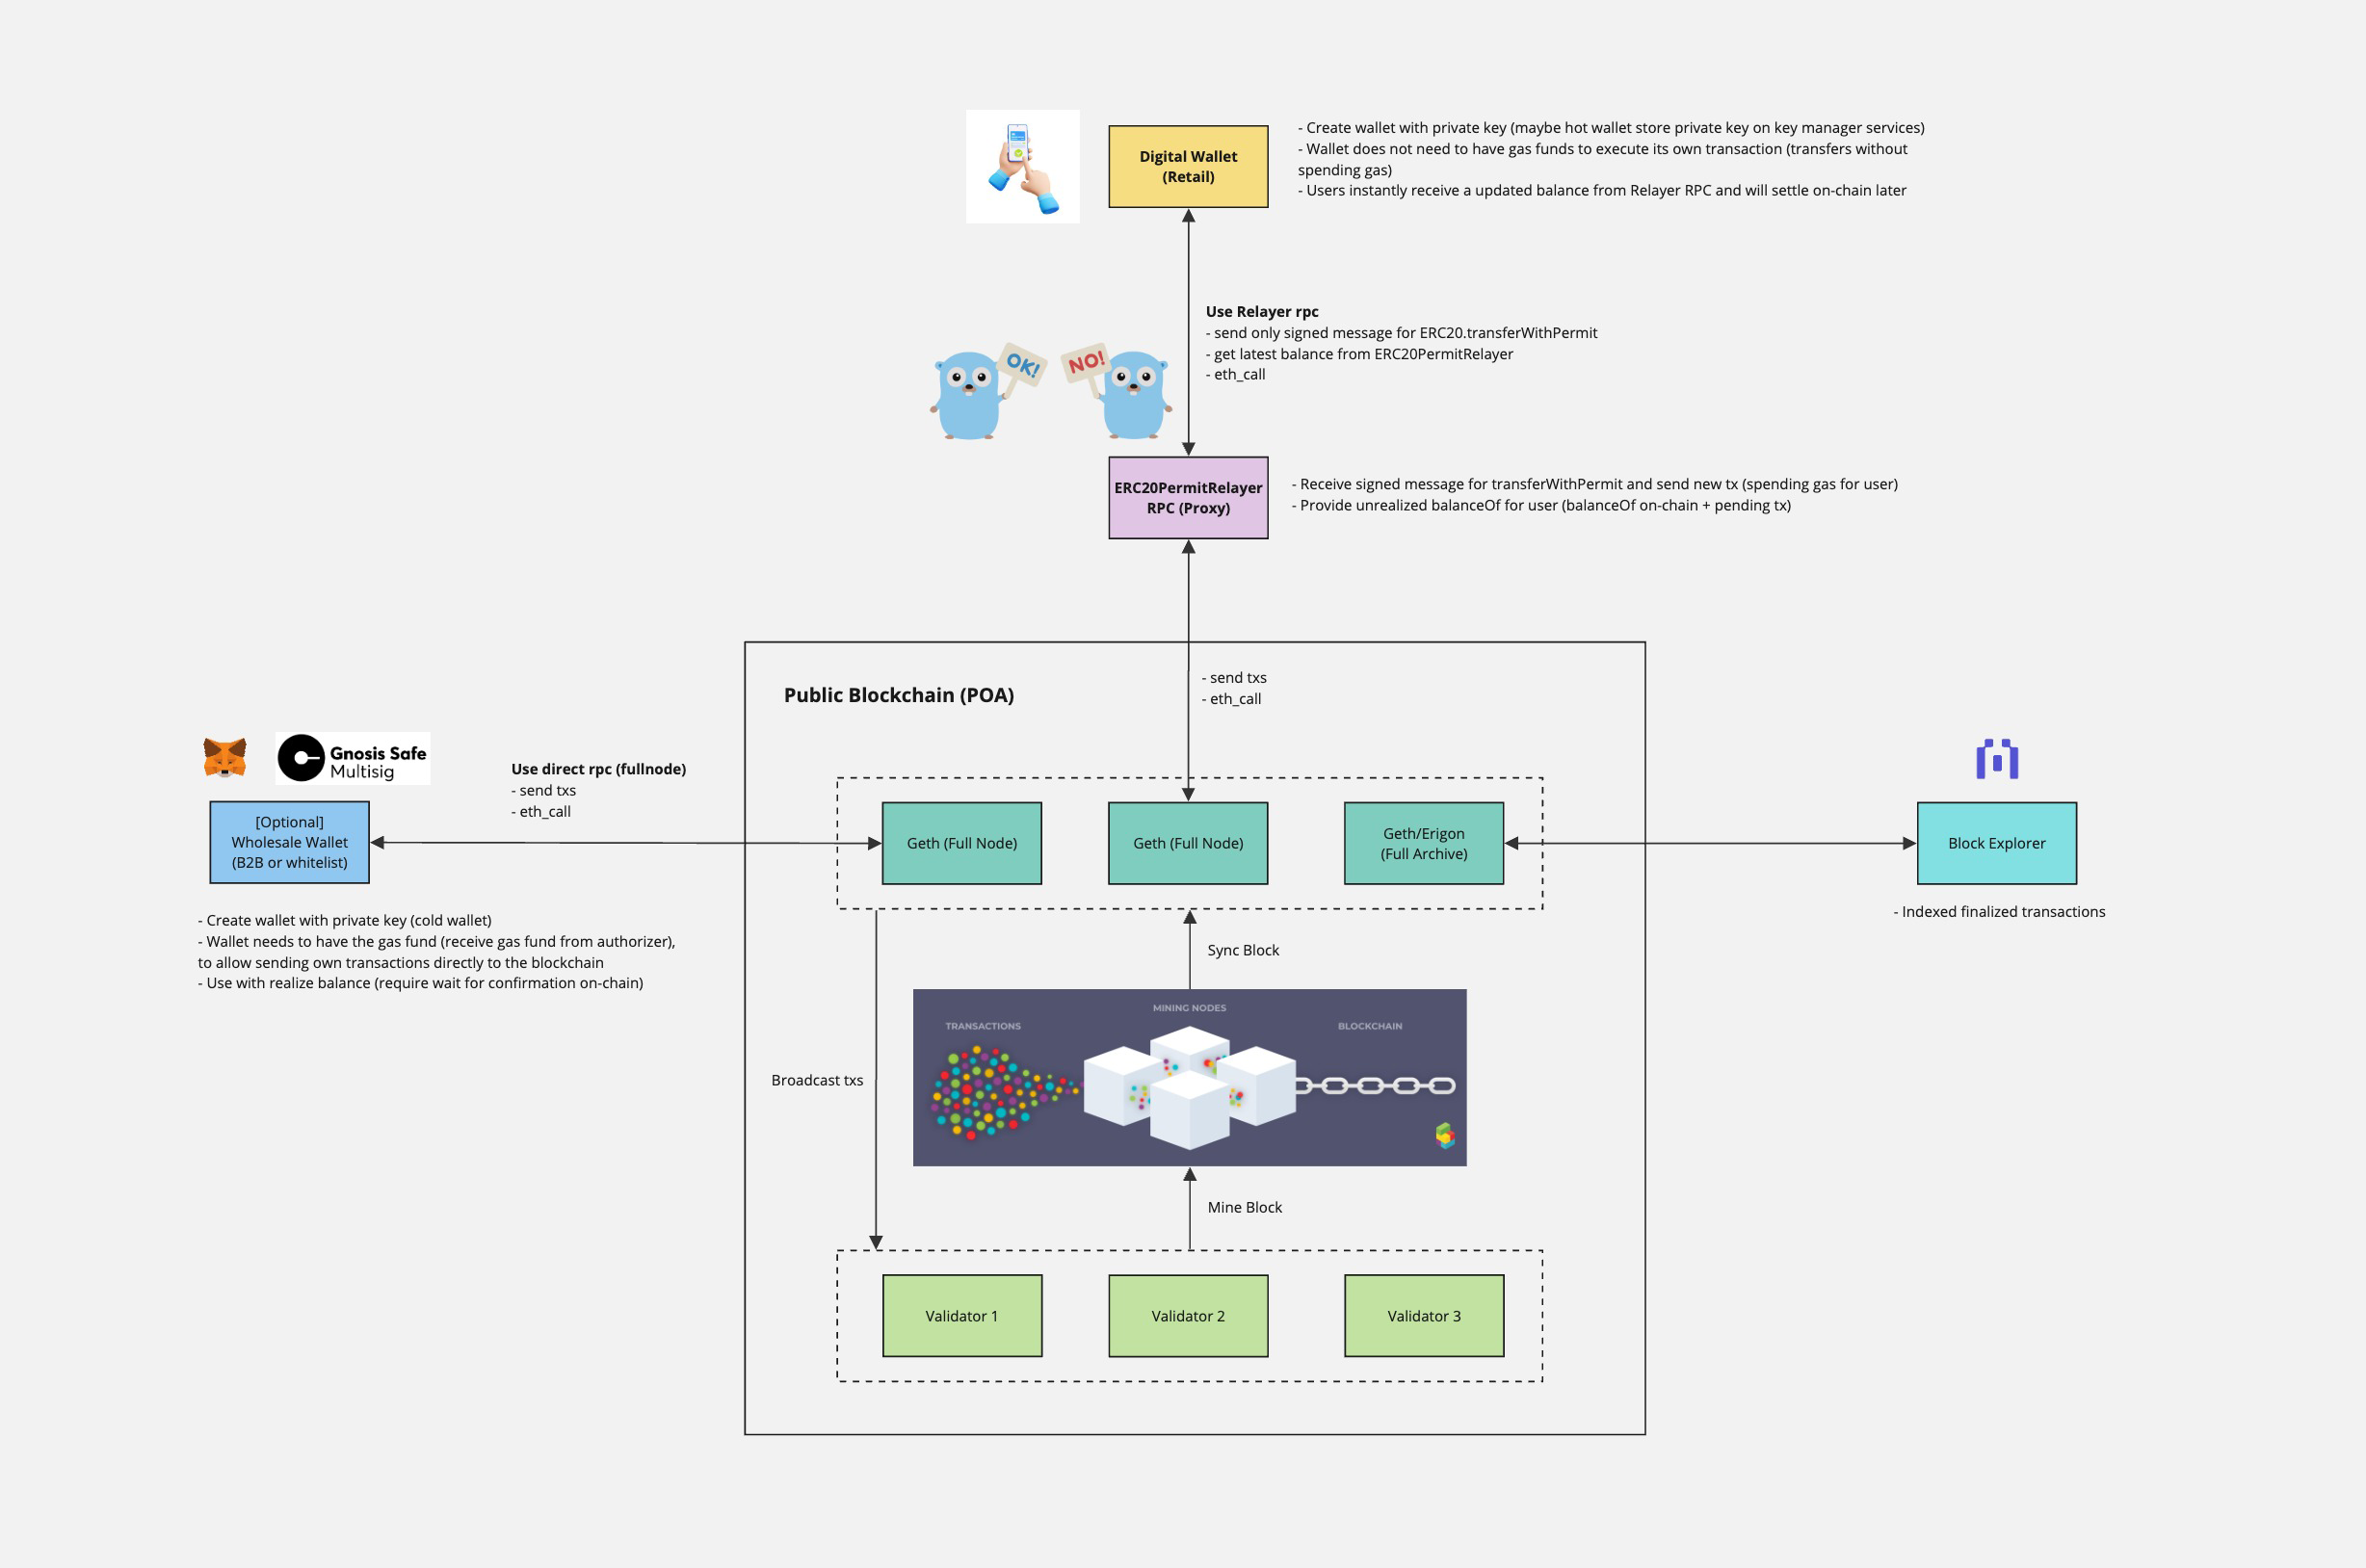 Digital Wallet
(Retail)
- Create wallet with private key (maybe hot wallet store private key on key manager services)
- Wallet does not need to have gas funds to execute its own transaction (transfers without
spending gas)
- Users instantly receive a updated balance from Relayer RPC and will settle on-chain later
Use Relayer rpc
- send only signed message for ERC20.transferWithPermit
- get latest balance from ERC20PermitRelayer
- eth_call
OK!
NO!
ERC20PermitRelayer
RPC (Proxy)
- Receive signed message for transferWithPermit and send new tx (spending gas for user)
- Provide unrealized balanceOf for user (balanceOf on-chain + pending tx)
Public Blockchain (POA)
- send txs
- eth_call
Gnosis Safe
Multisig
Use direct rpc (fullnode)
- send txs
- eth_call
[Optional]
Wholesale Wallet
(B2B or whitelist)
Geth (Full Node)
Geth (Full Node)
Geth/Erigon
(Full Archive)
Block Explorer
- Indexed finalized transactions
- Create wallet with private key (cold wallet)
- Wallet needs to have the gas fund (receive gas fund from authorizer),
to allow sending own transactions directly to the blockchain
- Use with realize balance (require wait for confirmation on-chain)
Sync Block
TRANSACTIONS
MINING NODES
BLOCKCHAIN
Broadcast txs
Mine Block
Validator 1
Validator 2
Validator 3